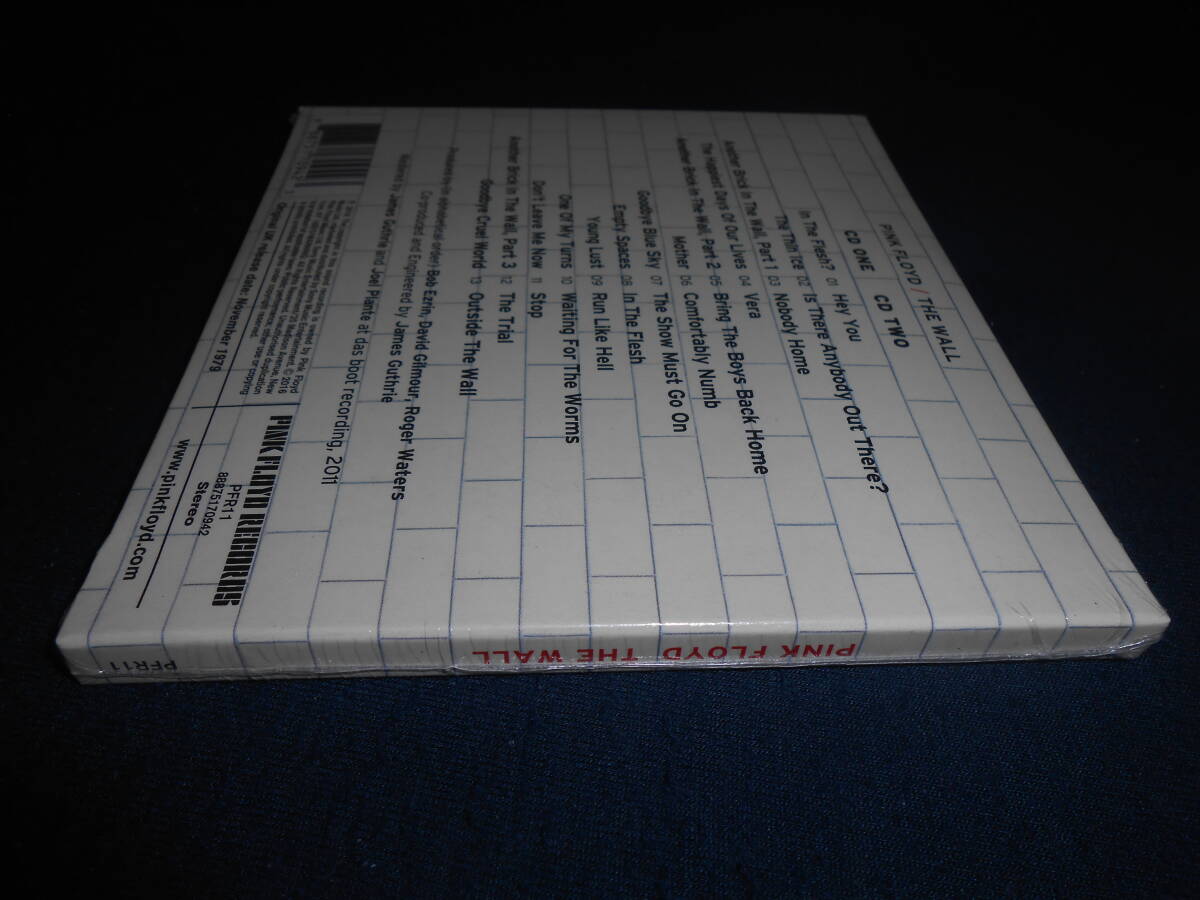 PINK FLOYD / THE WALL
CD ONE CD TWO
In The Flesh? 01 Hey You
The Thin Ice 02 Is There Anybody Out There?
Another Brick In The Wall, Part 1 03 Nobody Home
The Happiest Days Of Our Lives 04 Vera
Another Brick In The Wall, Part 2 05 Bring The Boys Back Home
Mother 06 Comfortably Numb
Goodbye Blue Sky 07 The Show Must Go On
Empty Spaces 08 In The Flesh
Young Lust 09 Run Like Hell
One Of My Turns 10 Waiting For The Worms
Don't Leave Me Now 11 Stop
Another Brick In The Wall, Part 3 12 The Trial
Goodbye Cruel World 13 Outside The Wall
Produced by (in alphabetical order) Bob Ezrin, David Gilmour, Roger Waters
Co-produced and Engineered by James Guthrie
James Guthrie and Joel Plante at das boot recording, 2011
Original UK release date: November 1979
PINK FLOYD RECORDS
PFR11
88875170942
Stereo
www.pinkfloyd.com
PINK FLOYD THE WALL
PFR11